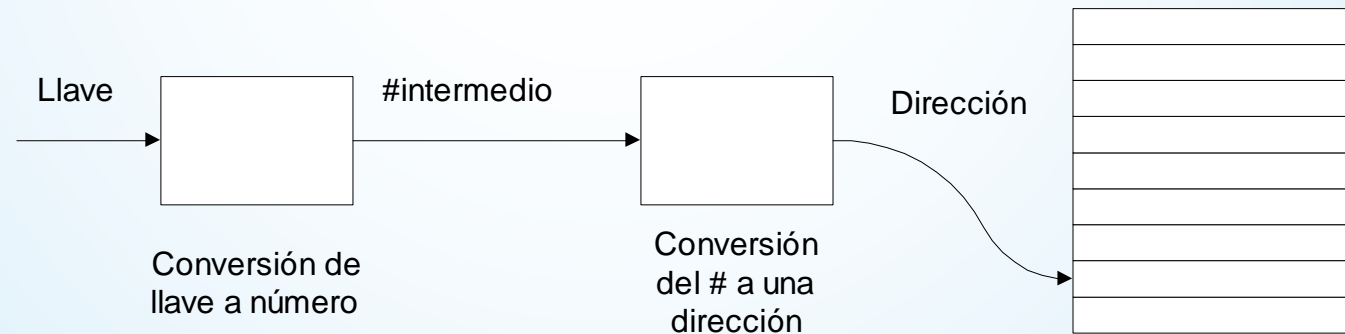 Llave
#intermedio
Dirección
Conversión de
llave a número
Conversión
del # a una
dirección